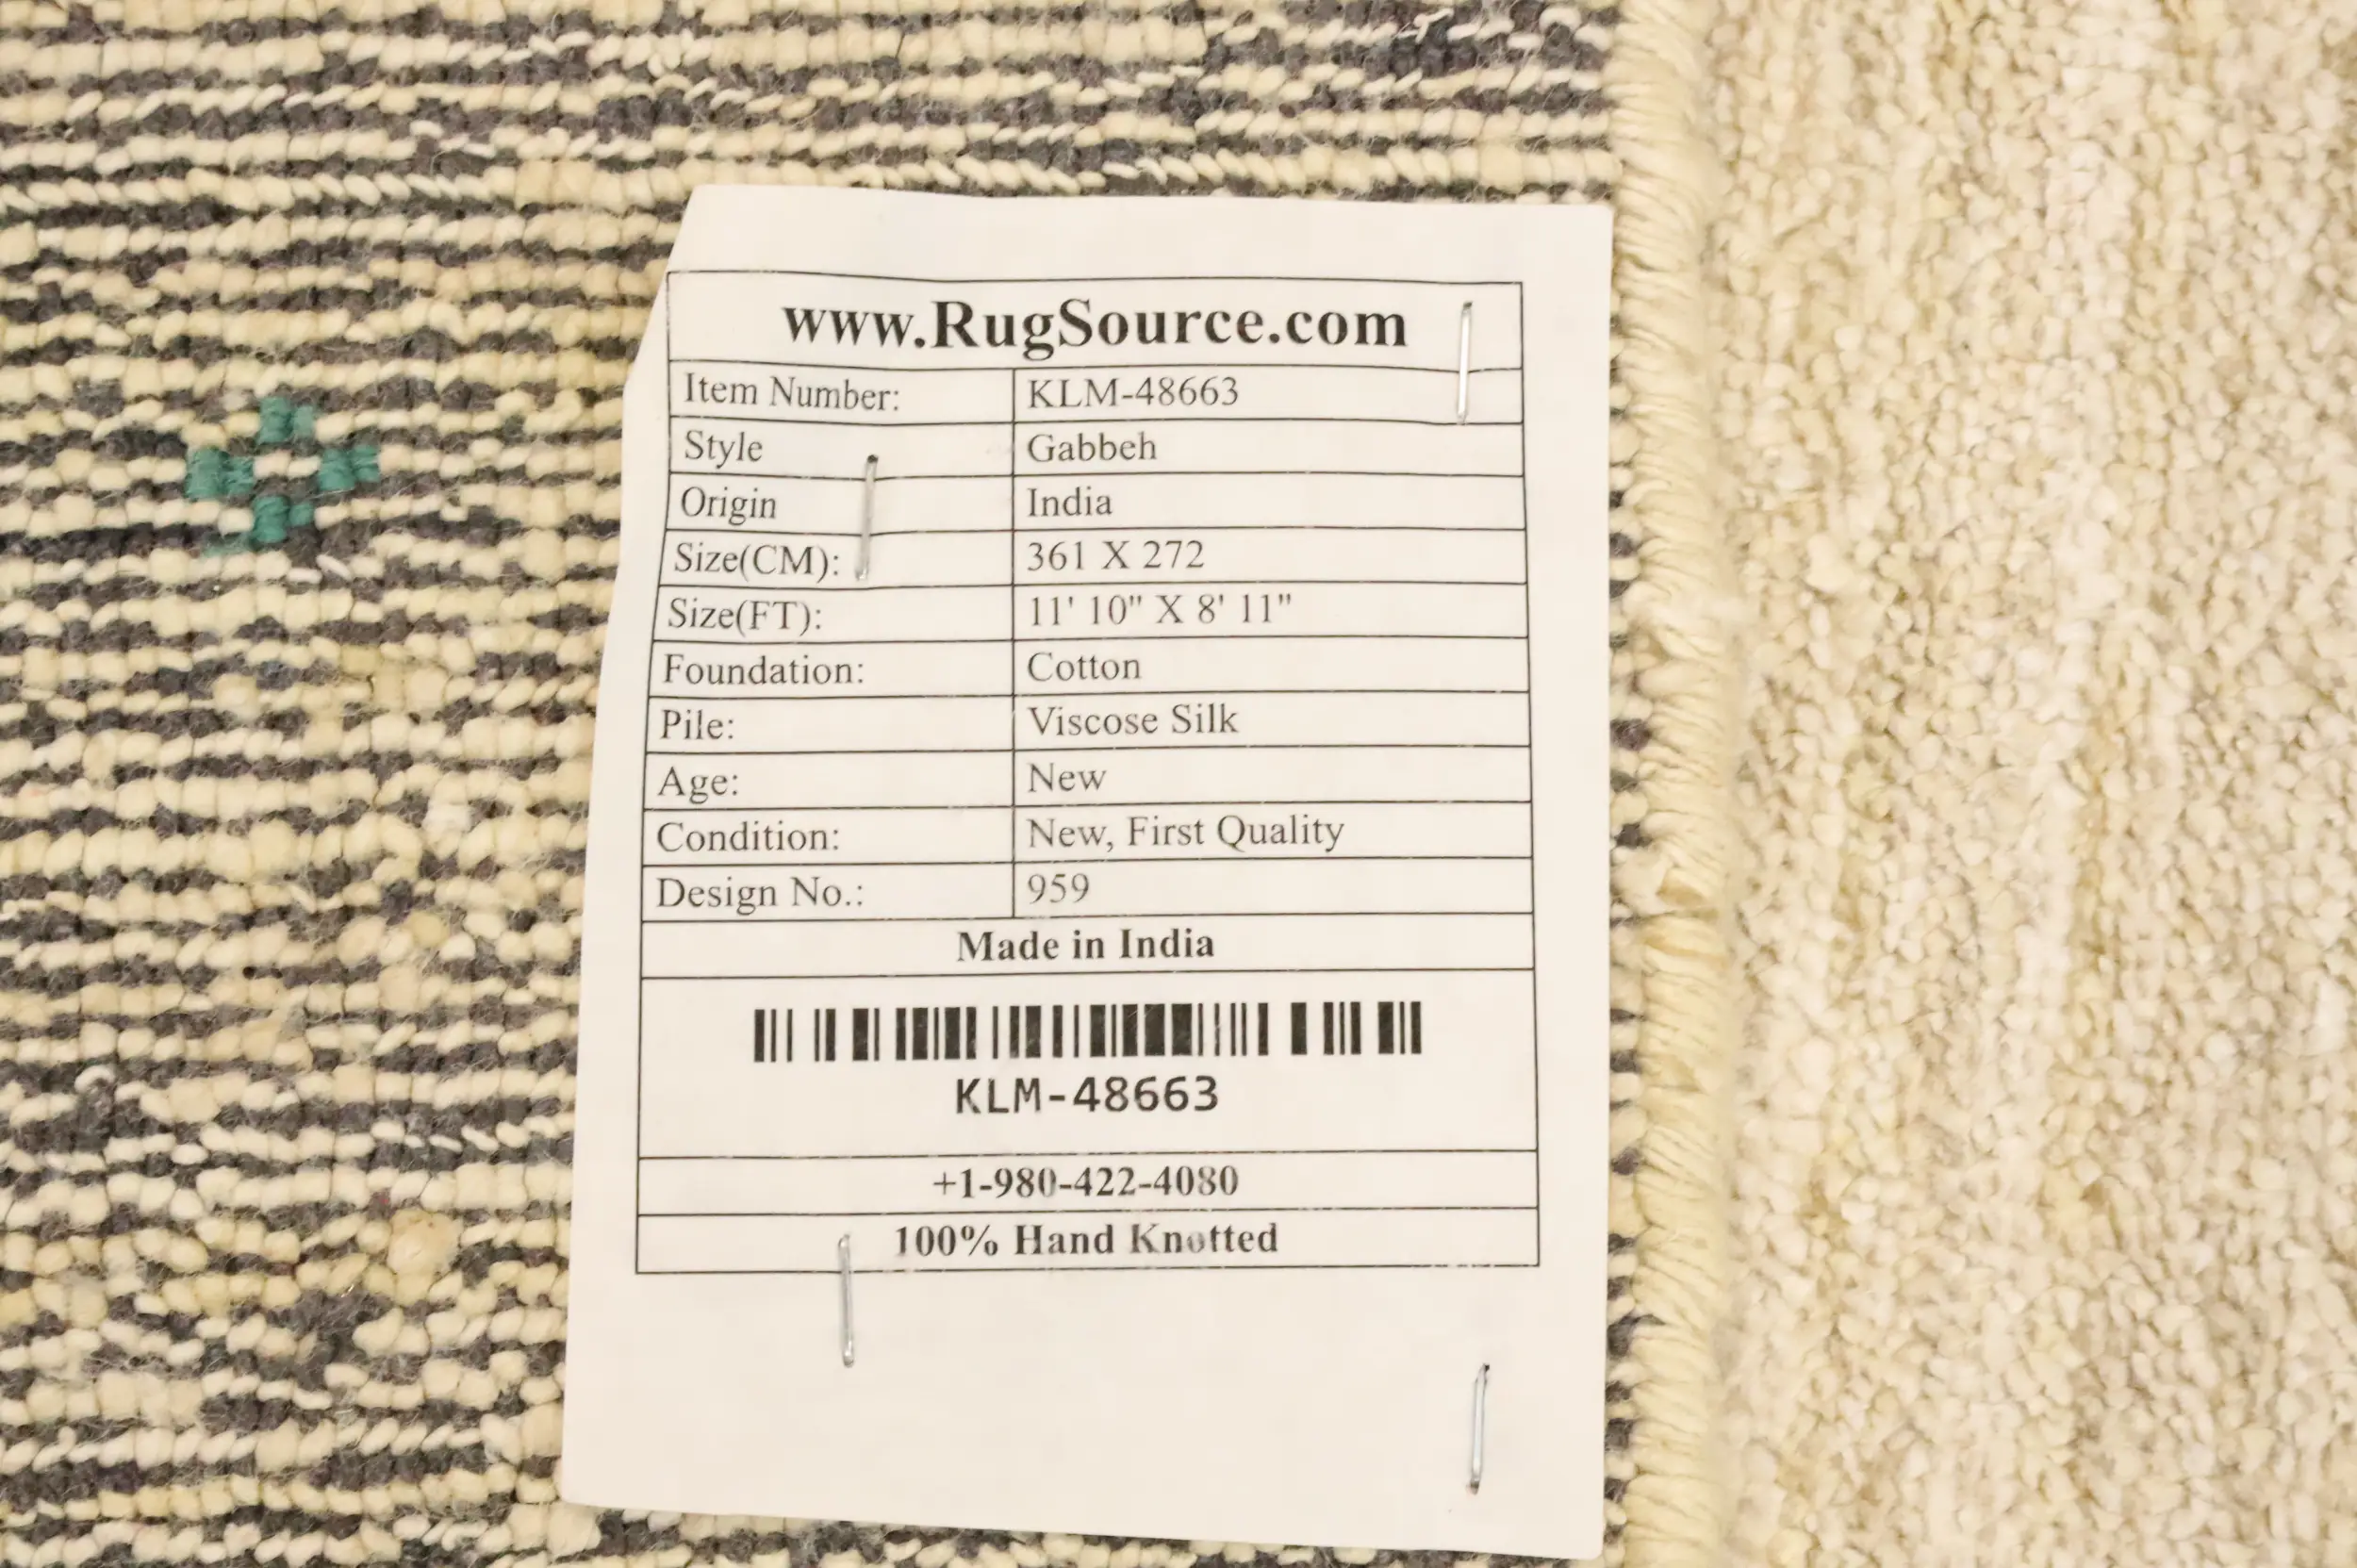 www.RugSource.com
Item Number: KLM-48663
Style Gabbeh
Origin India
Size(CM): 361 X 272
Size(FT): 11' 10" X 8' 11"
Foundation: Cotton
Pile: Viscose Silk
Age: New
Condition: New, First Quality
Design No.: 959
Made in India
KLM-48663
+1-980-422-4080
100% Hand Knotted